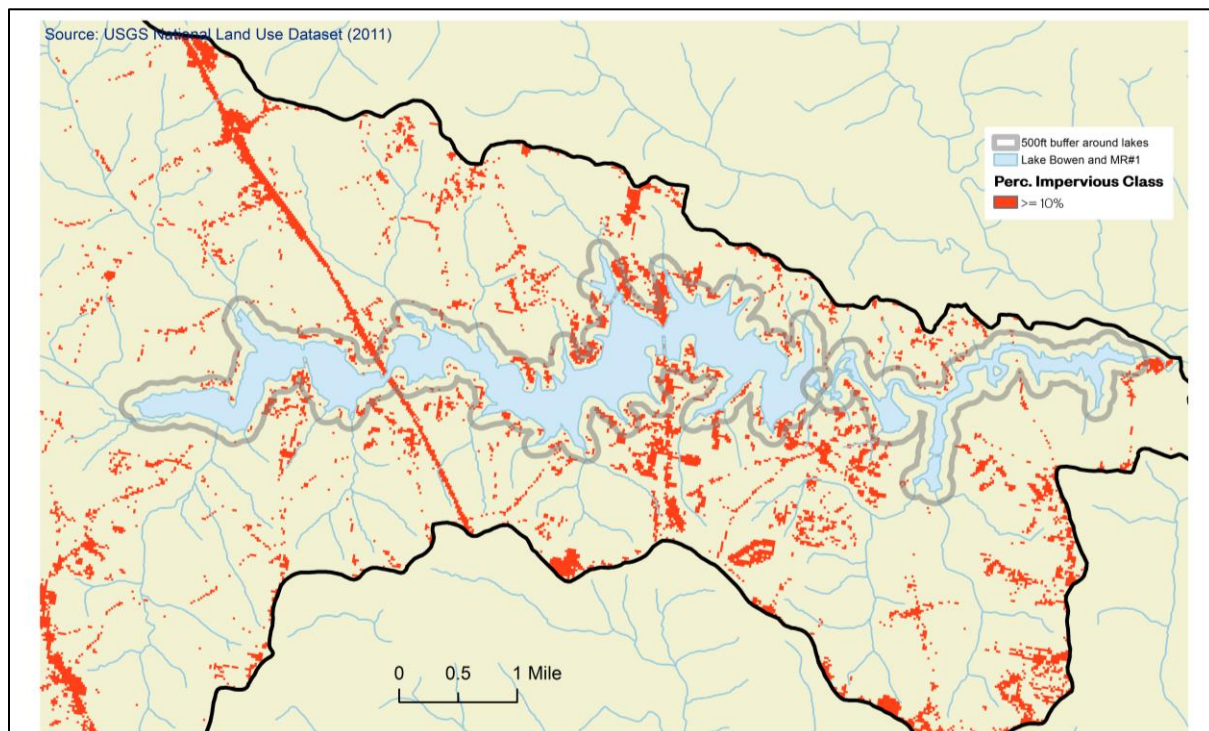 Source: USGS National Land Use Dataset (2011)
500ft buffer around lakes
Lake Bowen and MR#1
Perc. Impervious Class
>= 10%
0 0.5 1 Mile